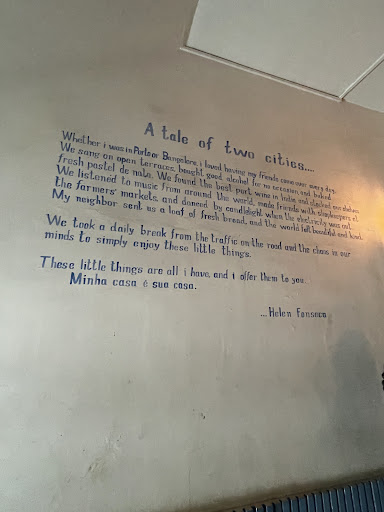 A tale of two cities....
Whether i was in Porto or Bangalore, i loved having my friends come over every day.
We sang on open terraces, bought good alcohol for no occasion and baked
fresh pastel de nata. We found the best port wine in India and
We listened to music from around the world, made friends with shopkeepers at
the farmers' markets, and danced by candlelight when the electricity was out.
My neighbor sent us a loaf of fresh bread, and the world felt beautiful and kind.
We took a daily break from the traffic on the road and the chaos in our
minds to simply enjoy these little things.
These little things are all i have, and i offer them to you.
Minha casa é sua casa.
...Helen Fonseca